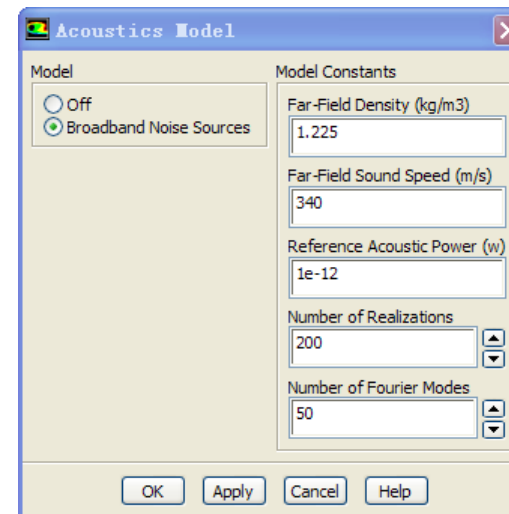 Acoustics Model
Model
Off
Broadband Noise Sources
Model Constants
Far-Field Density (kg/m3)
1.225
Far-Field Sound Speed (m/s)
340
Reference Acoustic Power (w)
1e-12
Number of Realizations
200
Number of Fourier Modes
50
OK Apply Cancel Help